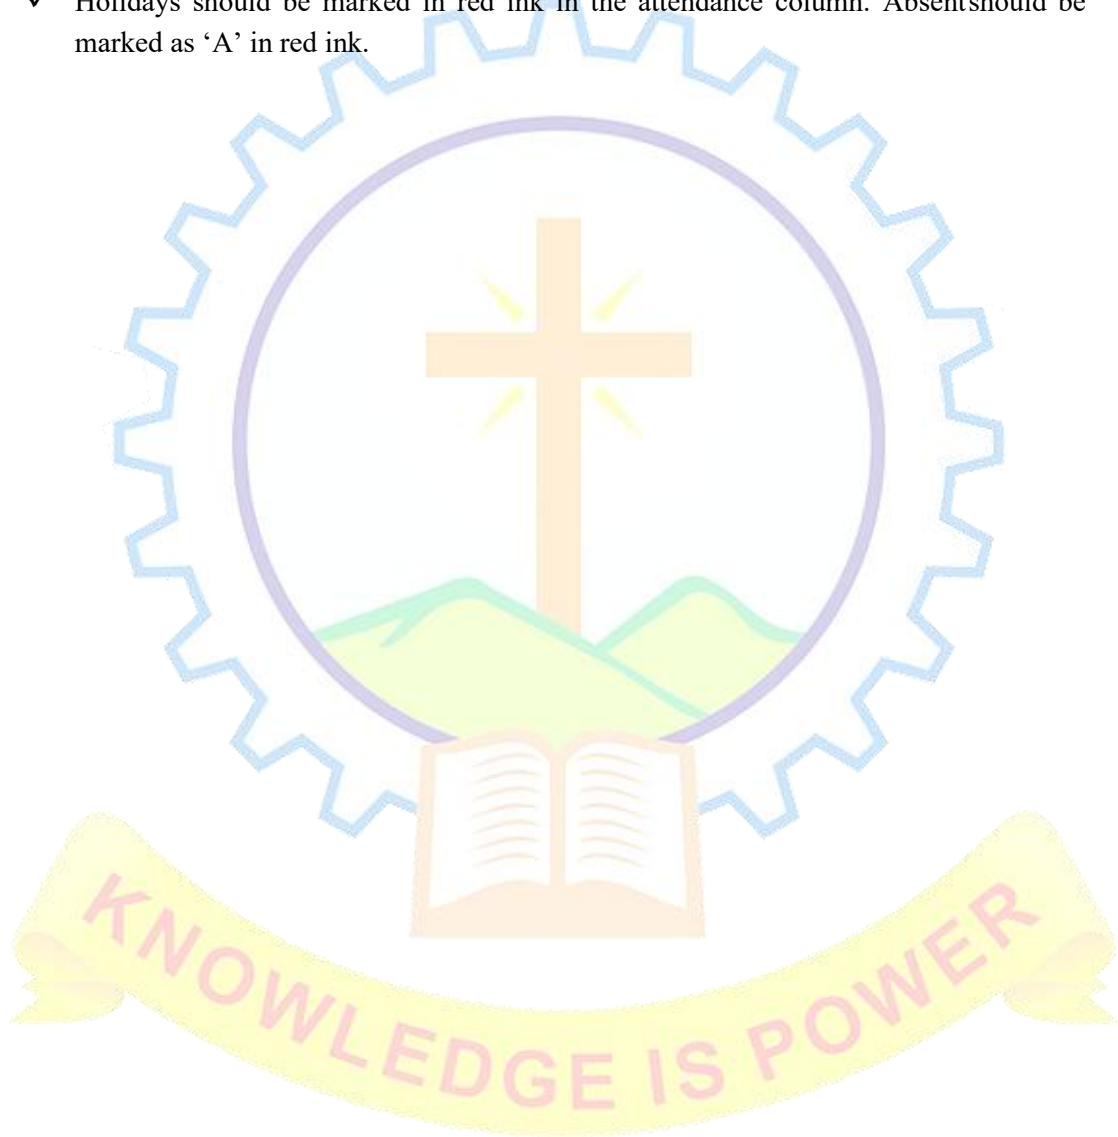 Holidays should be marked in red ink in the attendance column. Absentshould be
marked as ‘A’ in red ink.
KNOWLEDGE IS POWER